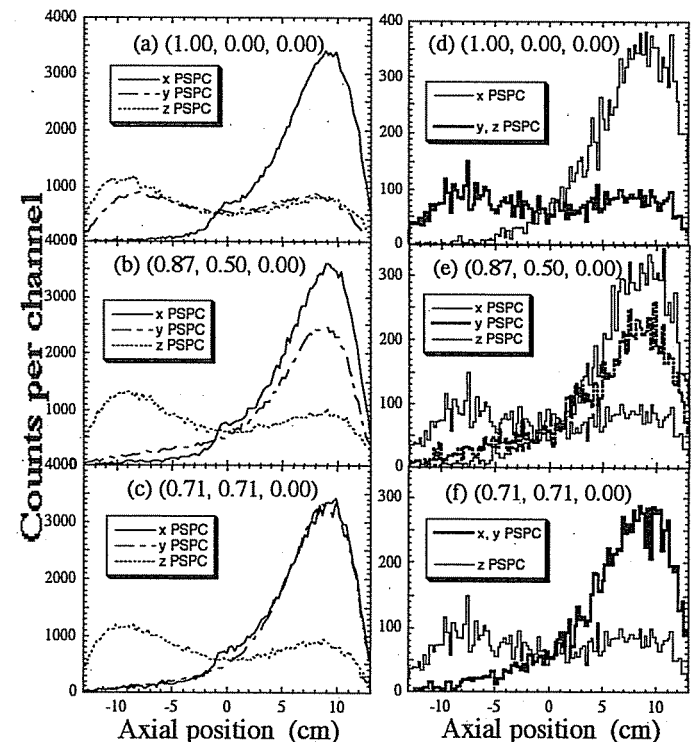 Counts per channel
4000
3000
2000
1000
4000
(a) (1.00, 0.00, 0.00)
x PSPC
y PSPC
z PSPC
3000
2000
1000
4000
(b) (0.87, 0.50, 0.00)
x PSPC
y PSPC
z PSPC
3000
2000
1000
0
(c) (0.71, 0.71, 0.00)
x PSPC
y PSPC
z PSPC
-10 -5 0 5 10
Axial position (cm)
400
300
200
100
0
(d) (1.00, 0.00, 0.00)
x PSPC
y, z PSPC
300
200
100
0
(e) (0.87, 0.50, 0.00)
x PSPC
y PSPC
z PSPC
300
200
100
0
(f) (0.71, 0.71, 0.00)
x, y PSPC
z PSPC
-10 -5 0 5 10
Axial position (cm)